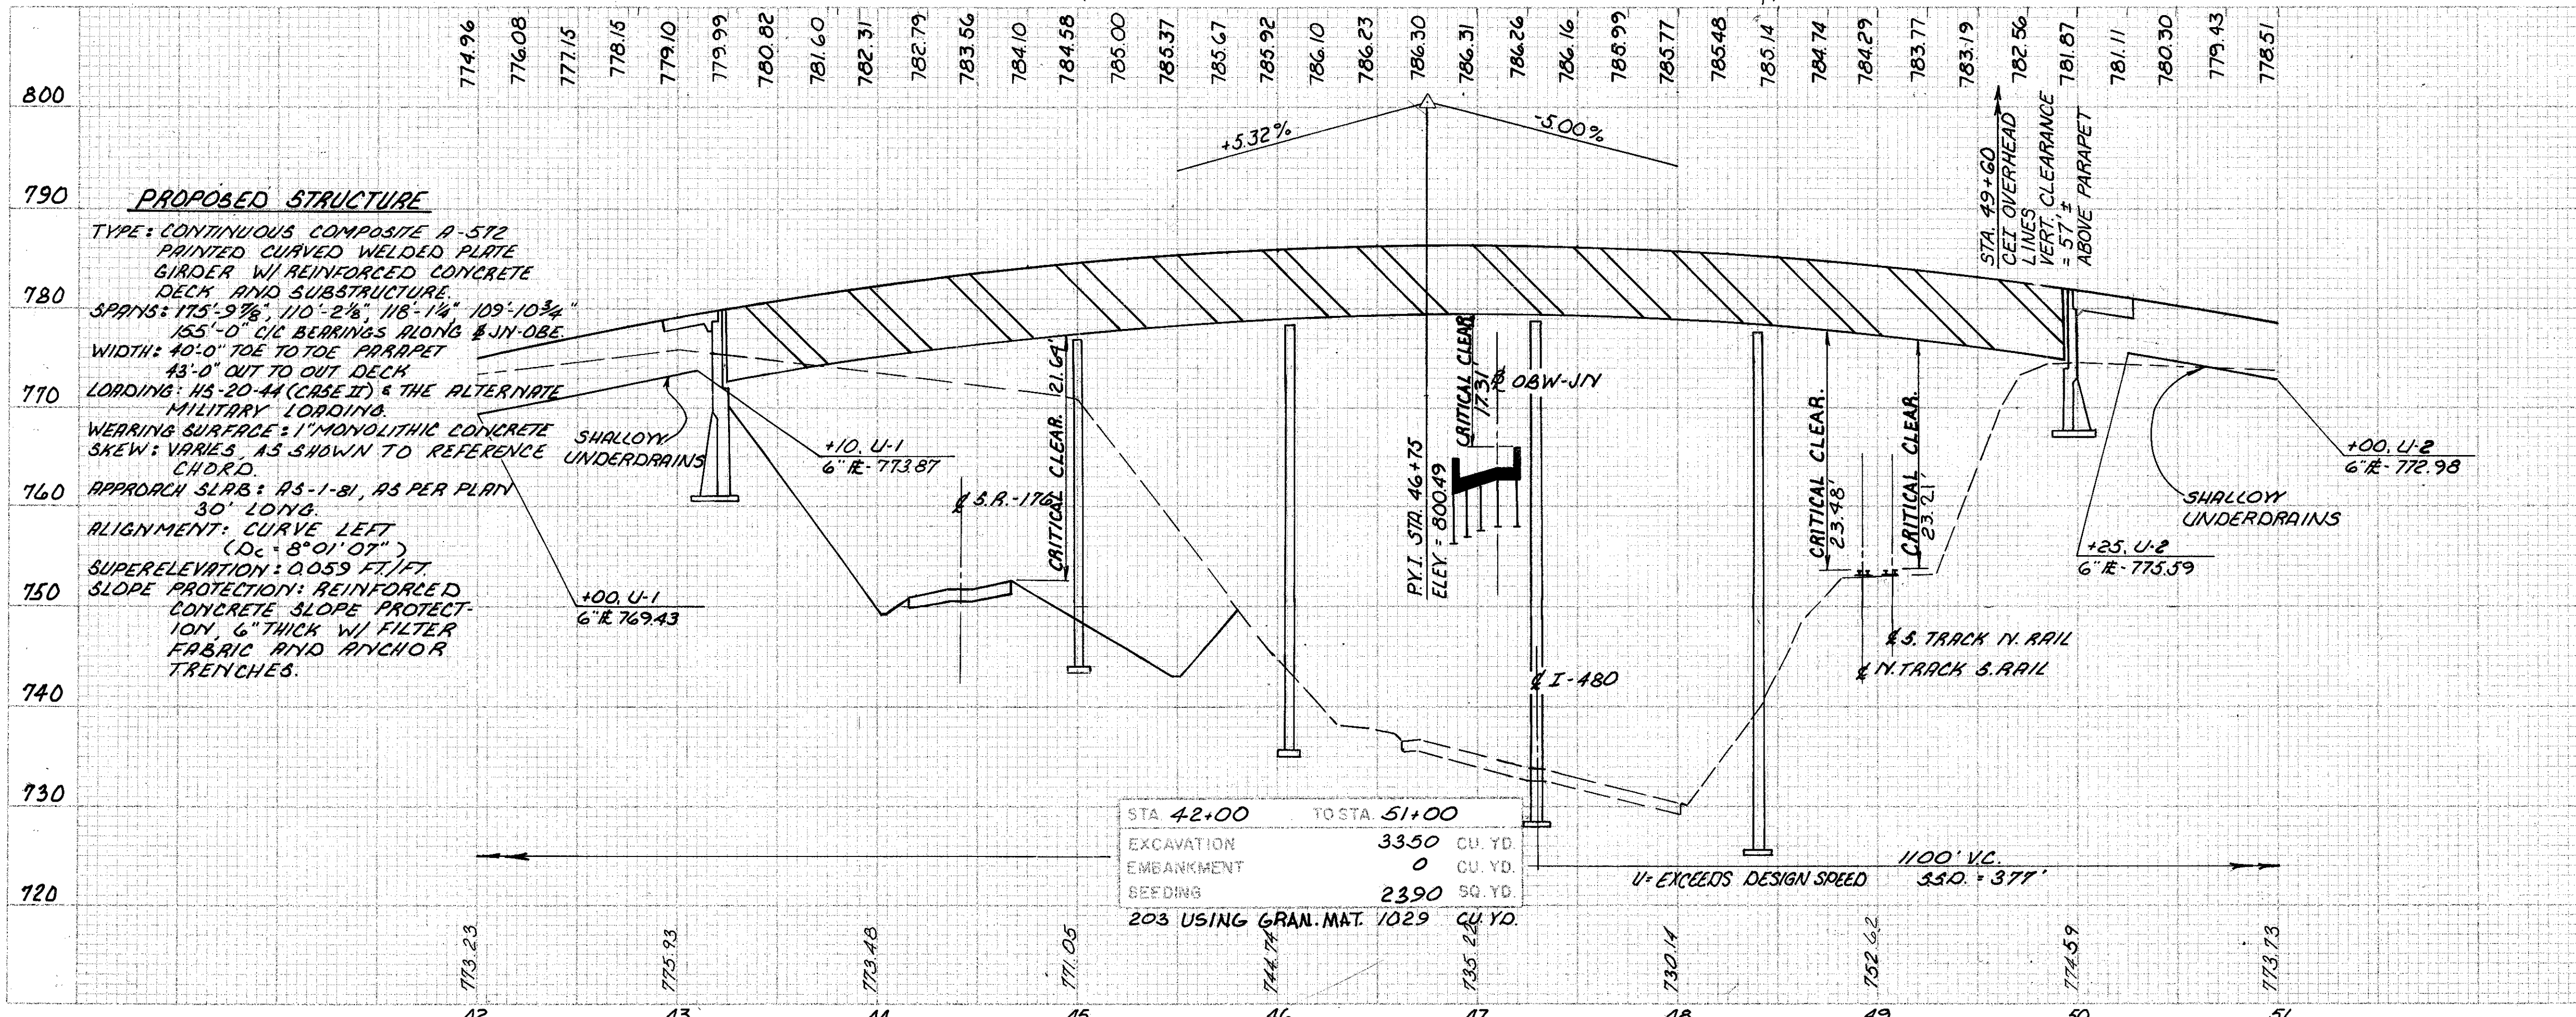 774.96 776.08 777.15 778.15 779.10 779.99 780.82 781.60 782.31 782.79 783.56 784.10 784.58 785.00 785.37 785.67 785.92 786.10 786.23 786.30 786.31 786.26 786.16 785.99 785.77 785.48 785.14 784.74 784.29 783.77 783.19 782.56 781.87 781.11 780.30 779.43 778.51
800
790
780
770
760
750
740
730
720
PROPOSED STRUCTURE
TYPE: CONTINUOUS COMPOSITE A-572
PAINTED CURVED WELDED PLATE
GIRDER W/ REINFORCED CONCRETE
DECK AND SUBSTRUCTURE.
SPANS: 175'-9⅞", 110'-2⅛", 118'-1¼", 109'-10¾"
155'-0" C/C BEARINGS ALONG JN-OBE.
WIDTH: 40'-0" TOE TO TOE PARAPET
43'-0" OUT TO OUT DECK
LOADING: HS-20-44 (CASE II) & THE ALTERNATE
MILITARY LOADING.
WEARING SURFACE: 1" MONOLITHIC CONCRETE
SKEW: VARIES, AS SHOWN TO REFERENCE
CHORD.
APPROACH SLAB: AS-1-81, AS PER PLAN
30' LONG.
ALIGNMENT: CURVE LEFT
(Dc = 8°01'07")
SUPERELEVATION: 0.059 FT./FT.
SLOPE PROTECTION: REINFORCED
CONCRETE SLOPE PROTECT-
ION, 6" THICK W/ FILTER
FABRIC AND ANCHOR
TRENCHES.
SHALLOW
UNDERDRAINS
+10, U-1
6" ⅊- 773.87
+00, U-1
6" ⅊ 769.43
℄ S.R.-176
CRITICAL CLEAR. 21.64'
+5.32%
-5.00%
P.V.I. STA. 46+75
ELEV. = 800.49
CRITICAL CLEAR.
17.31'
OBW-JN
℄ I-480
CRITICAL CLEAR.
23.48'
CRITICAL CLEAR.
23.21'
℄ S. TRACK N. RAIL
℄ N. TRACK S. RAIL
STA. 49+60
CEI OVERHEAD
LINES
VERT. CLEARANCE
= 57' ±
ABOVE PARAPET
+00, U-2
6" ⅊- 772.98
SHALLOW
UNDERDRAINS
+25, U-2
6" ⅊- 775.59
STA. 42+00 TO STA. 51+00
EXCAVATION 3350 CU. YD.
EMBANKMENT 0 CU. YD.
SEEDING 2390 SQ. YD.
203 USING GRAN. MAT. 1029 CU. YD.
1100' V.C.
U= EXCEEDS DESIGN SPEED S.S.D. = 377'
773.23 775.93 773.48 771.05 744.74 735.22 730.14 752.62 774.59 773.73
42 43 44 45 46 47 48 49 50 51